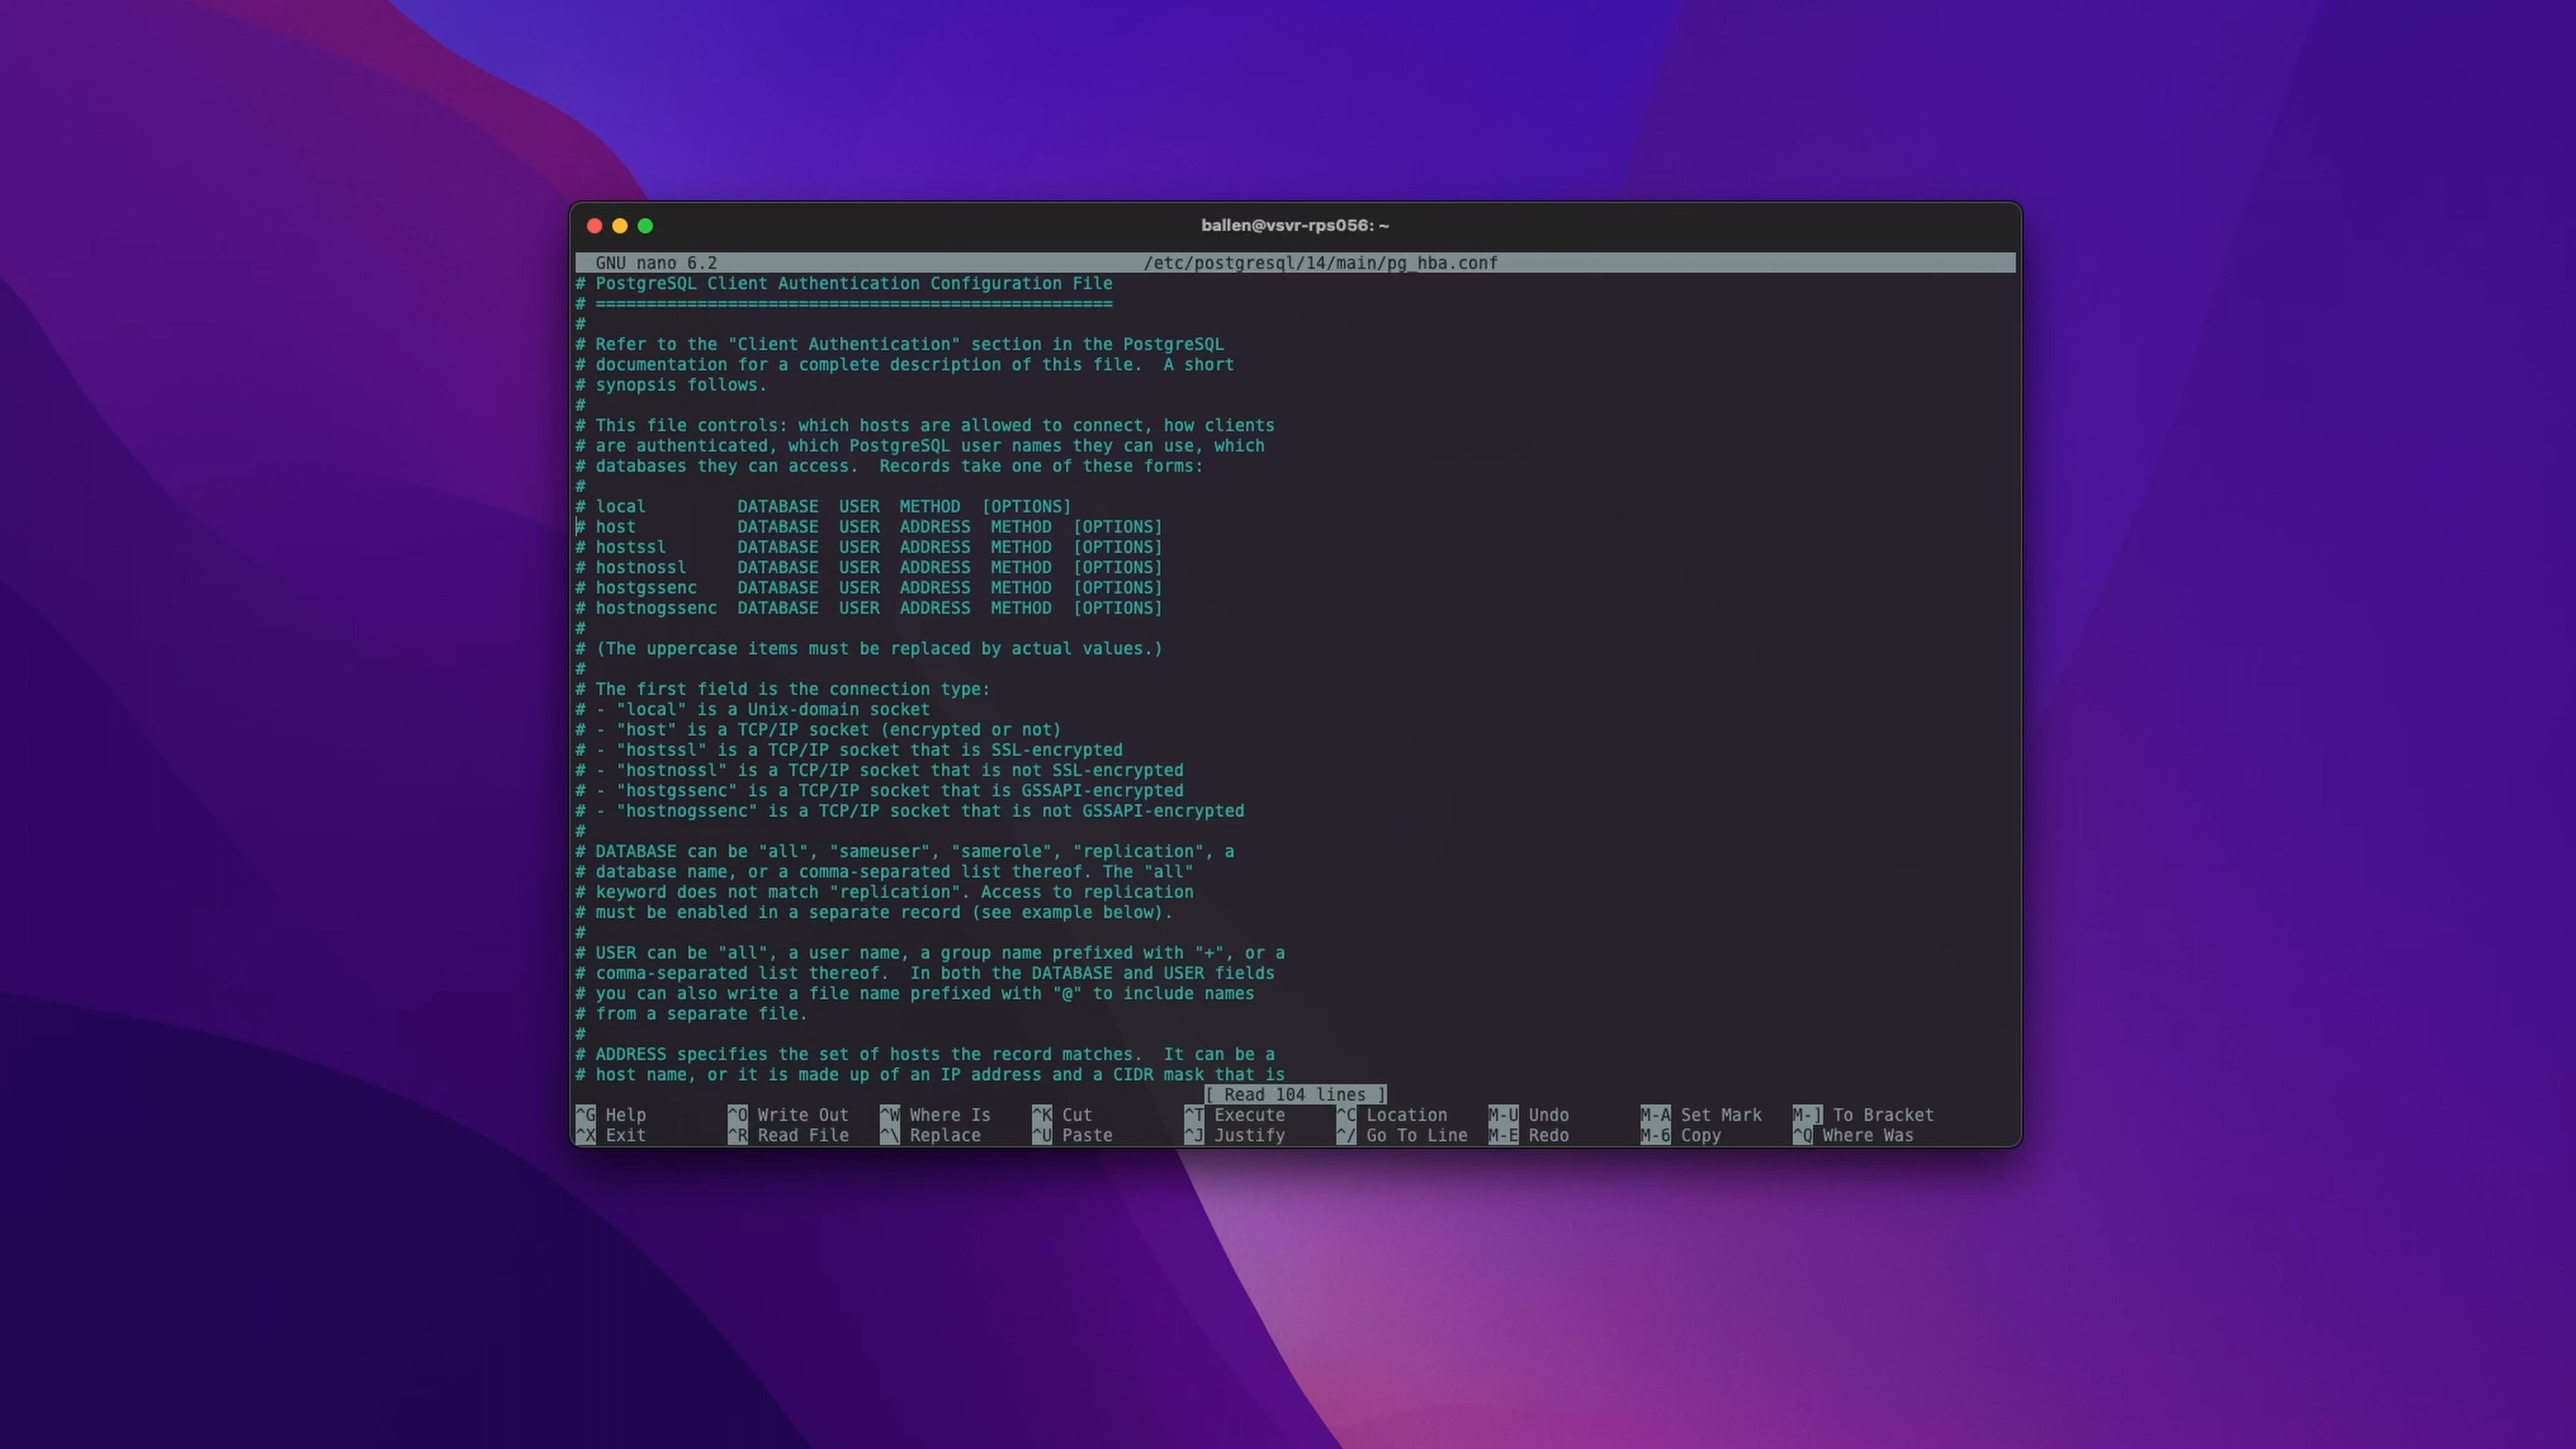 ballen@vsvr-rps056: ~
GNU nano 6.2 /etc/postgresql/14/main/pg_hba.conf
# PostgreSQL Client Authentication Configuration File
# ===================================================
#
# Refer to the "Client Authentication" section in the PostgreSQL
# documentation for a complete description of this file.  A short
# synopsis follows.
#
# This file controls: which hosts are allowed to connect, how clients
# are authenticated, which PostgreSQL user names they can use, which
# databases they can access.  Records take one of these forms:
#
# local         DATABASE  USER  METHOD  [OPTIONS]
# host          DATABASE  USER  ADDRESS  METHOD  [OPTIONS]
# hostssl       DATABASE  USER  ADDRESS  METHOD  [OPTIONS]
# hostnossl     DATABASE  USER  ADDRESS  METHOD  [OPTIONS]
# hostgssenc    DATABASE  USER  ADDRESS  METHOD  [OPTIONS]
# hostnogssenc  DATABASE  USER  ADDRESS  METHOD  [OPTIONS]
#
# (The uppercase items must be replaced by actual values.)
#
# The first field is the connection type:
# - "local" is a Unix-domain socket
# - "host" is a TCP/IP socket (encrypted or not)
# - "hostssl" is a TCP/IP socket that is SSL-encrypted
# - "hostnossl" is a TCP/IP socket that is not SSL-encrypted
# - "hostgssenc" is a TCP/IP socket that is GSSAPI-encrypted
# - "hostnogssenc" is a TCP/IP socket that is not GSSAPI-encrypted
#
# DATABASE can be "all", "sameuser", "samerole", "replication", a
# database name, or a comma-separated list thereof. The "all"
# keyword does not match "replication". Access to replication
# must be enabled in a separate record (see example below).
#
# USER can be "all", a user name, a group name prefixed with "+", or a
# comma-separated list thereof.  In both the DATABASE and USER fields
# you can also write a file name prefixed with "@" to include names
# from a separate file.
#
# ADDRESS specifies the set of hosts the record matches.  It can be a
# host name, or it is made up of an IP address and a CIDR mask that is
[ Read 104 lines ]
^G Help ^O Write Out ^W Where Is ^K Cut ^T Execute ^C Location M-U Undo M-A Set Mark M-] To Bracket
^X Exit ^R Read File ^\ Replace ^U Paste ^J Justify ^/ Go To Line M-E Redo M-6 Copy ^Q Where Was